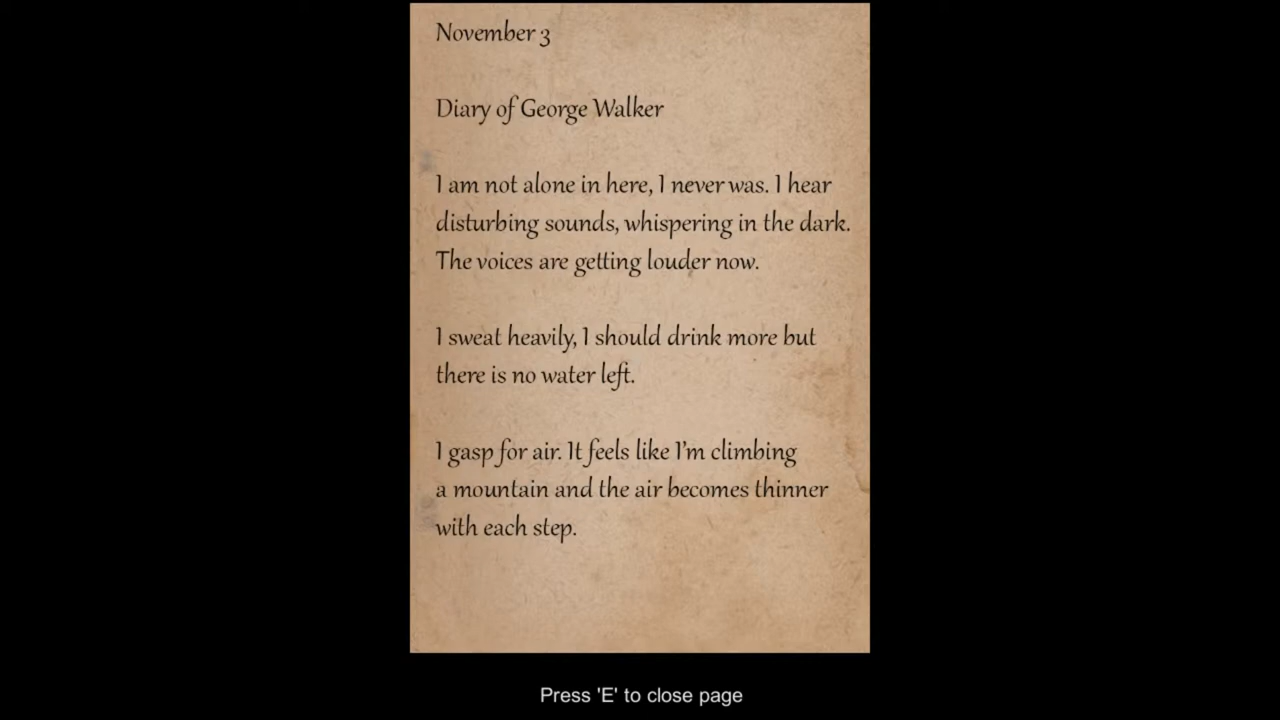 November 3
Diary of George Walker
I am not alone in here, I never was. I hear
disturbing sounds, whispering in the dark.
The voices are getting louder now.
I sweat heavily, I should drink more but
there is no water left.
I gasp for air. It feels like I'm climbing
a mountain and the air becomes thinner
with each step.
Press 'E' to close page